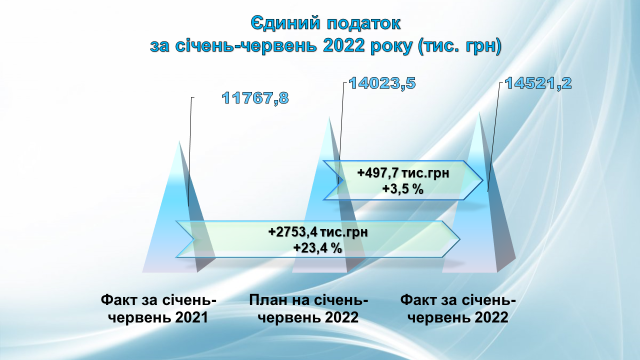 Єдиний податок
за січень-червень 2022 року (тис. грн)
11767,8
14023,5
14521,2
+497,7 тис.грн
+3,5 %
+2753,4 тис.грн
+23,4 %
Факт за січень-
червень 2021
План на січень-
червень 2022
Факт за січень-
червень 2022